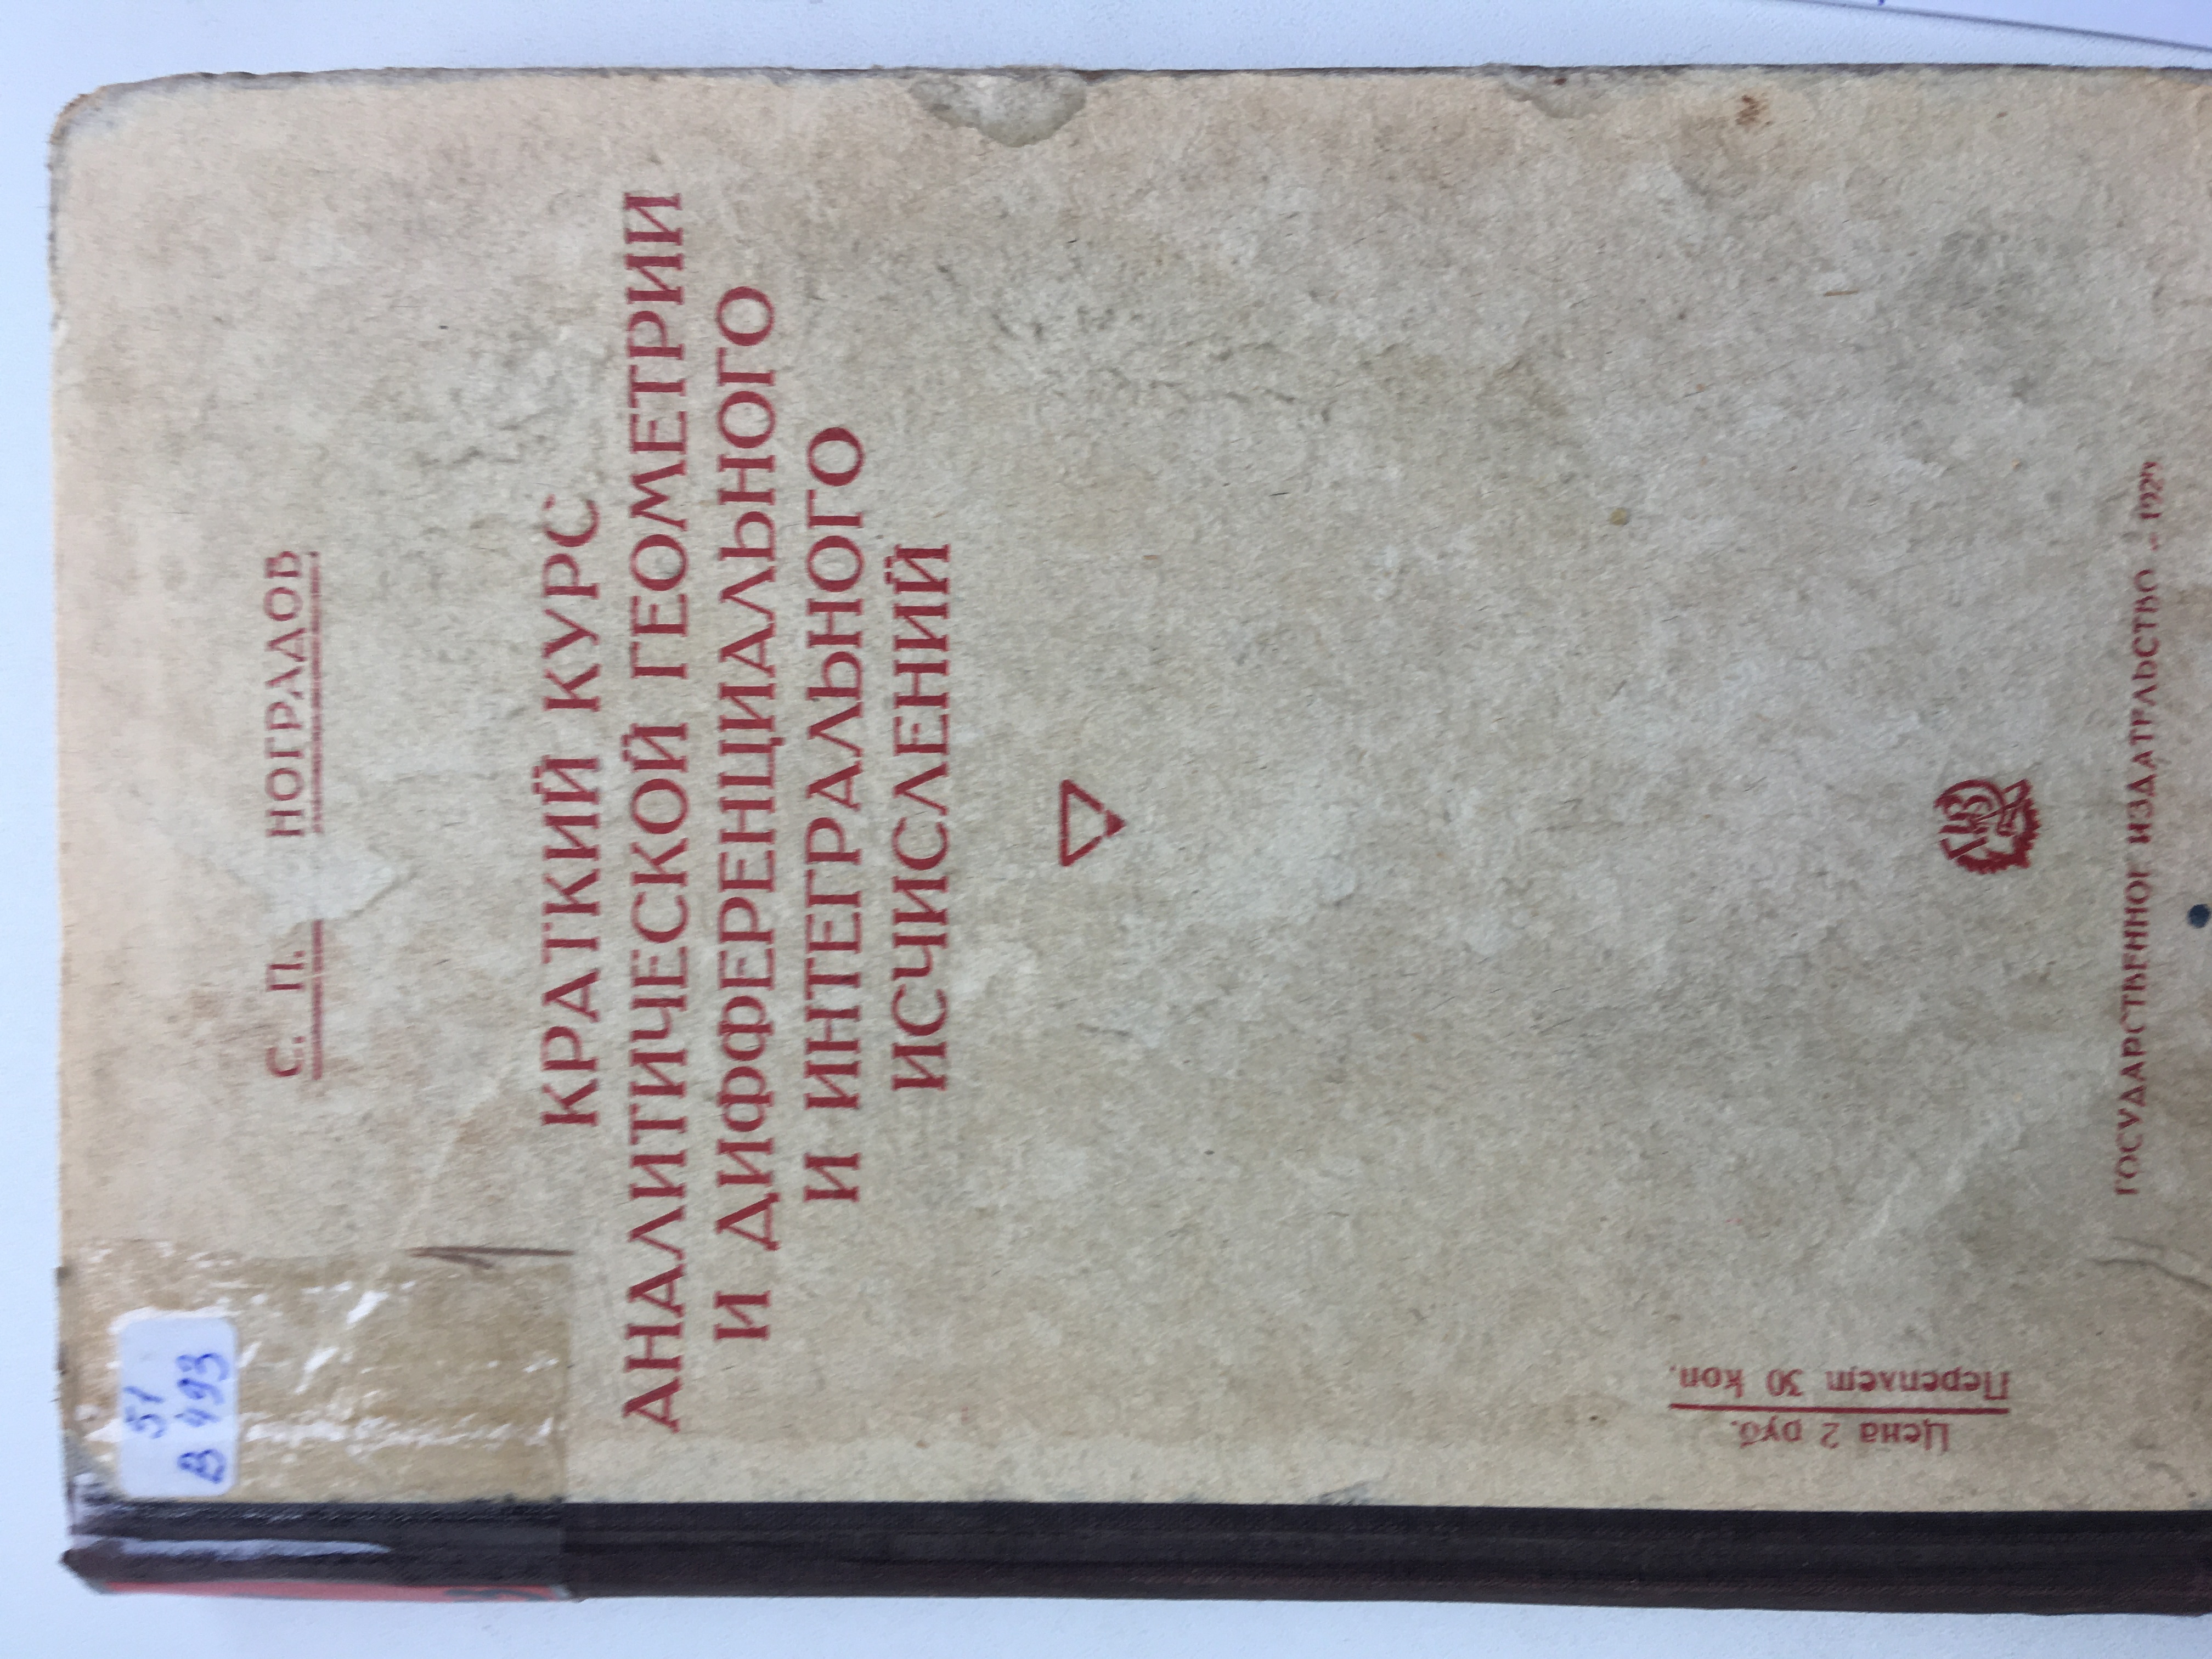 51
В 493
С. П. НОГРАДОВ
КРАТКИЙ КУРС
АНАЛИТИЧЕСКОЙ ГЕОМЕТРИИ
И ДИФФЕРЕНЦИАЛЬНОГО
И ИНТЕГРАЛЬНОГО
ИСЧИСЛЕНИЙ
Цена 2 руб.
Переплет 30 коп.
ГИЗ
ГОСУДАРСТВЕННОЕ ИЗДАТЕЛЬСТВО - 1929